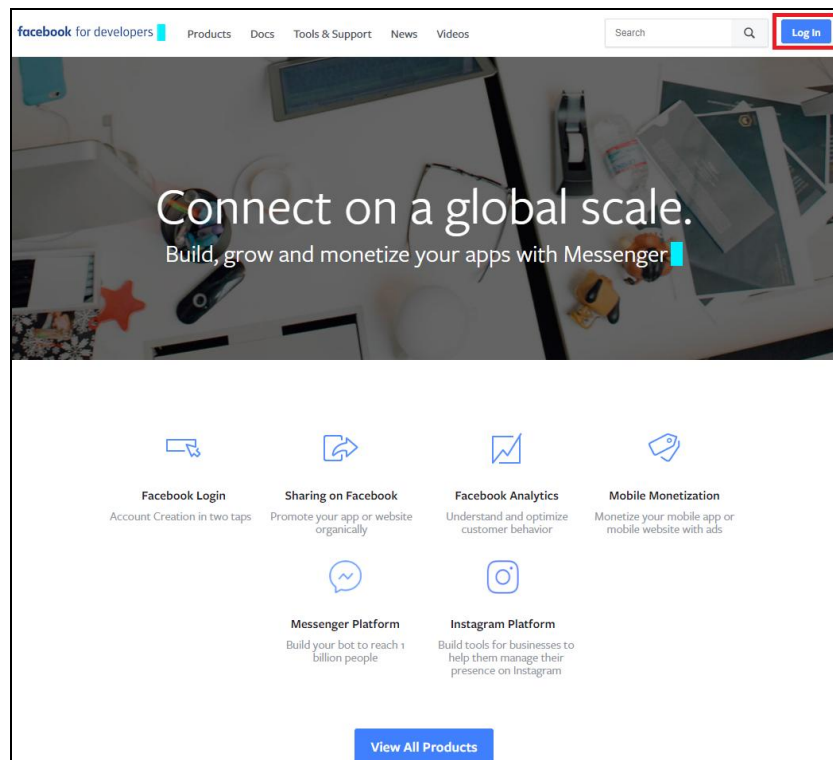 facebook for developers
Products
Docs
Tools & Support
News
Videos
Search
Log In
Connect on a global scale.
Build, grow and monetize your apps with Messenger
Facebook Login
Account Creation in two taps
Sharing on Facebook
Promote your app or website
organically
Facebook Analytics
Understand and optimize
customer behavior
Mobile Monetization
Monetize your mobile app or
mobile website with ads
Messenger Platform
Build your bot to reach 1
billion people
Instagram Platform
Build tools for businesses to
help them manage their
presence on Instagram
View All Products